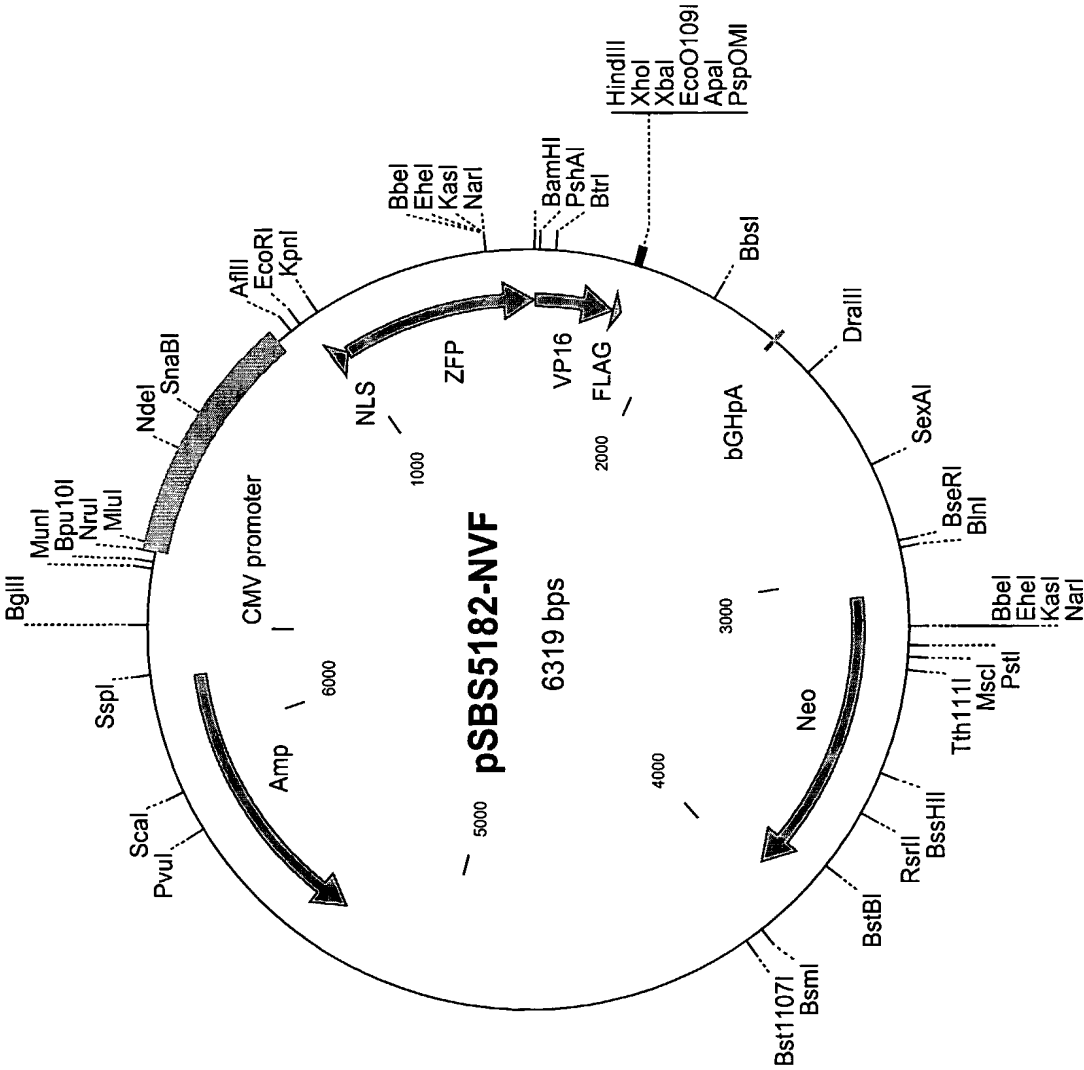 BglII
MunI
Bpu10I
NruI
MluI
NdeI
SnaBI
AflII
EcoRI
KpnI
BbeI
EheI
KasI
NarI
BamHI
PshAI
BtrI
HindIII
XhoI
XbaI
EcoO109I
ApaI
PspOMI
BbsI
DraIII
SexAI
BseRI
BlnI
BbeI
EheI
KasI
NarI
PstI
MscI
Tth111I
BssHII
RsrII
BstBI
BsmI
Bst1107I
PvuI
ScaI
SspI
CMV promoter
NLS
ZFP
VP16
FLAG
bGHpA
Neo
Amp
1000
2000
3000
4000
5000
6000
pSBS5182-NVF
6319 bps